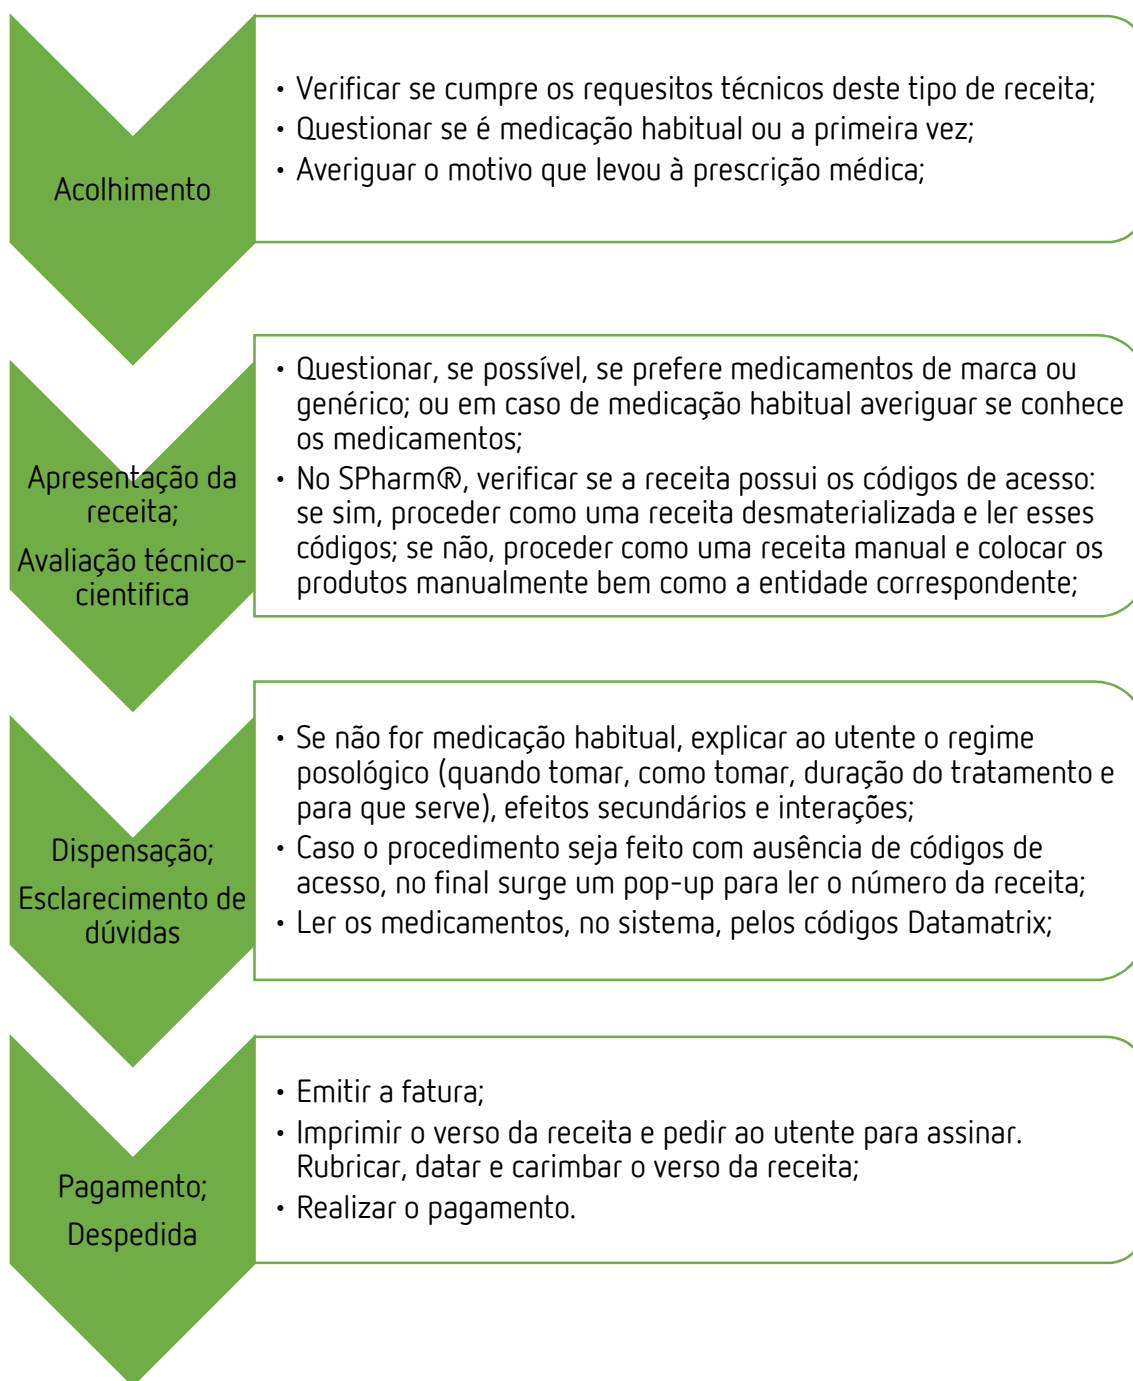 Acolhimento
• Verificar se cumpre os requesitos técnicos deste tipo de receita;
• Questionar se é medicação habitual ou a primeira vez;
• Averiguar o motivo que levou à prescrição médica;
Apresentação da
receita;
Avaliação técnico-
cientifica
• Questionar, se possível, se prefere medicamentos de marca ou
genérico; ou em caso de medicação habitual averiguar se conhece
os medicamentos;
• No SPharm®, verificar se a receita possui os códigos de acesso:
se sim, proceder como uma receita desmaterializada e ler esses
códigos; se não, proceder como uma receita manual e colocar os
produtos manualmente bem como a entidade correspondente;
Dispensação;
Esclarecimento de
dúvidas
• Se não for medicação habitual, explicar ao utente o regime
posológico (quando tomar, como tomar, duração do tratamento e
para que serve), efeitos secundários e interações;
• Caso o procedimento seja feito com ausência de códigos de
acesso, no final surge um pop-up para ler o número da receita;
• Ler os medicamentos, no sistema, pelos códigos Datamatrix;
Pagamento;
Despedida
• Emitir a fatura;
• Imprimir o verso da receita e pedir ao utente para assinar.
Rubricar, datar e carimbar o verso da receita;
• Realizar o pagamento.